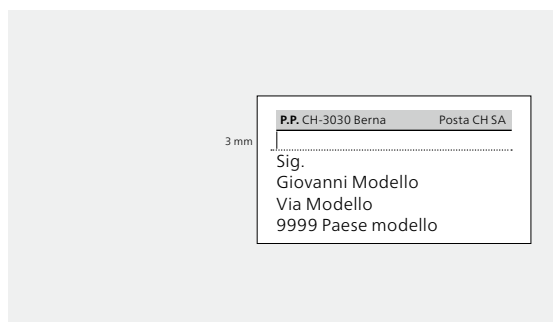 P.P. CH-3030 Berna Posta CH SA
3 mm
Sig.
Giovanni Modello
Via Modello
9999 Paese modello